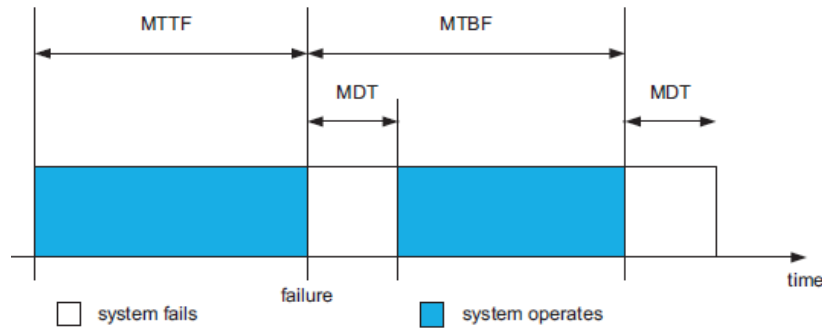 MTTF
MTBF
MDT
MDT
failure
time
system fails
system operates